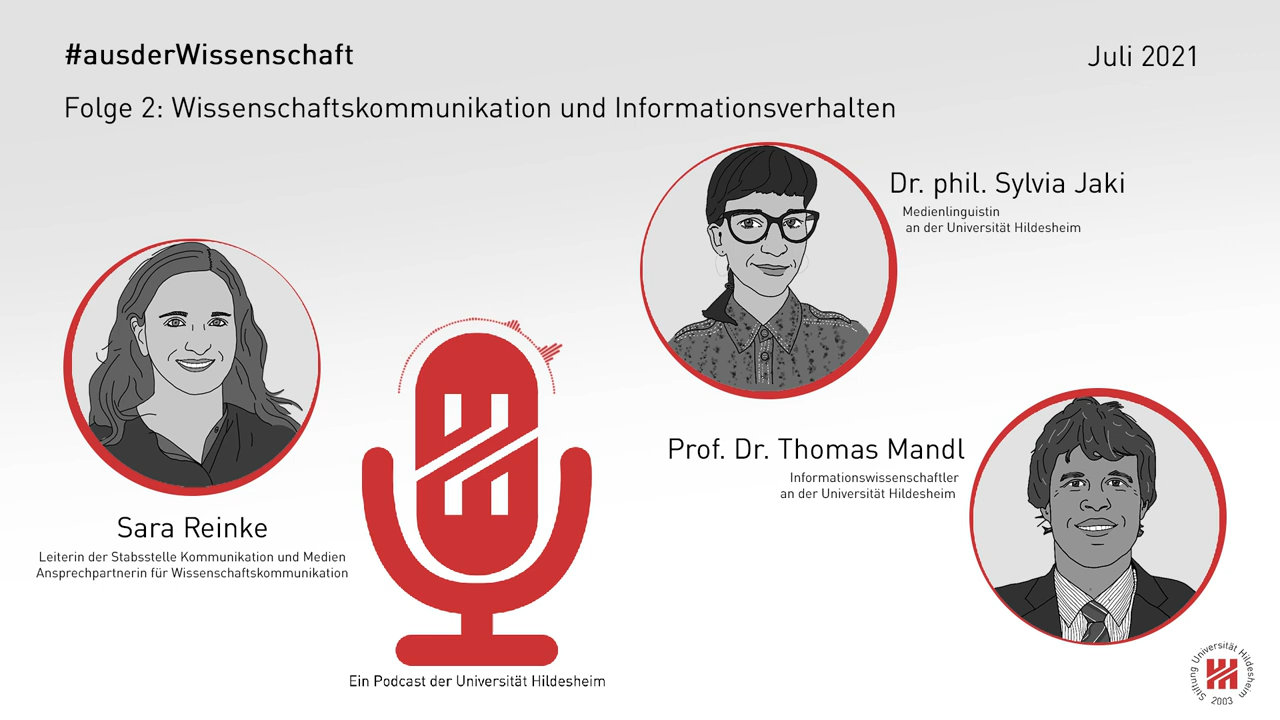 #ausderWissenschaft
Juli 2021
Folge 2: Wissenschaftskommunikation und Informationsverhalten
Dr. phil. Sylvia Jaki
Medienlinguistin
an der Universität Hildesheim
Prof. Dr. Thomas Mandl
Informationswissenschaftler
an der Universität Hildesheim
Sara Reinke
Leiterin der Stabsstelle Kommunikation und Medien
Ansprechpartnerin für Wissenschaftskommunikation
Ein Podcast der Universität Hildesheim
Stiftung Universität Hildesheim
2003